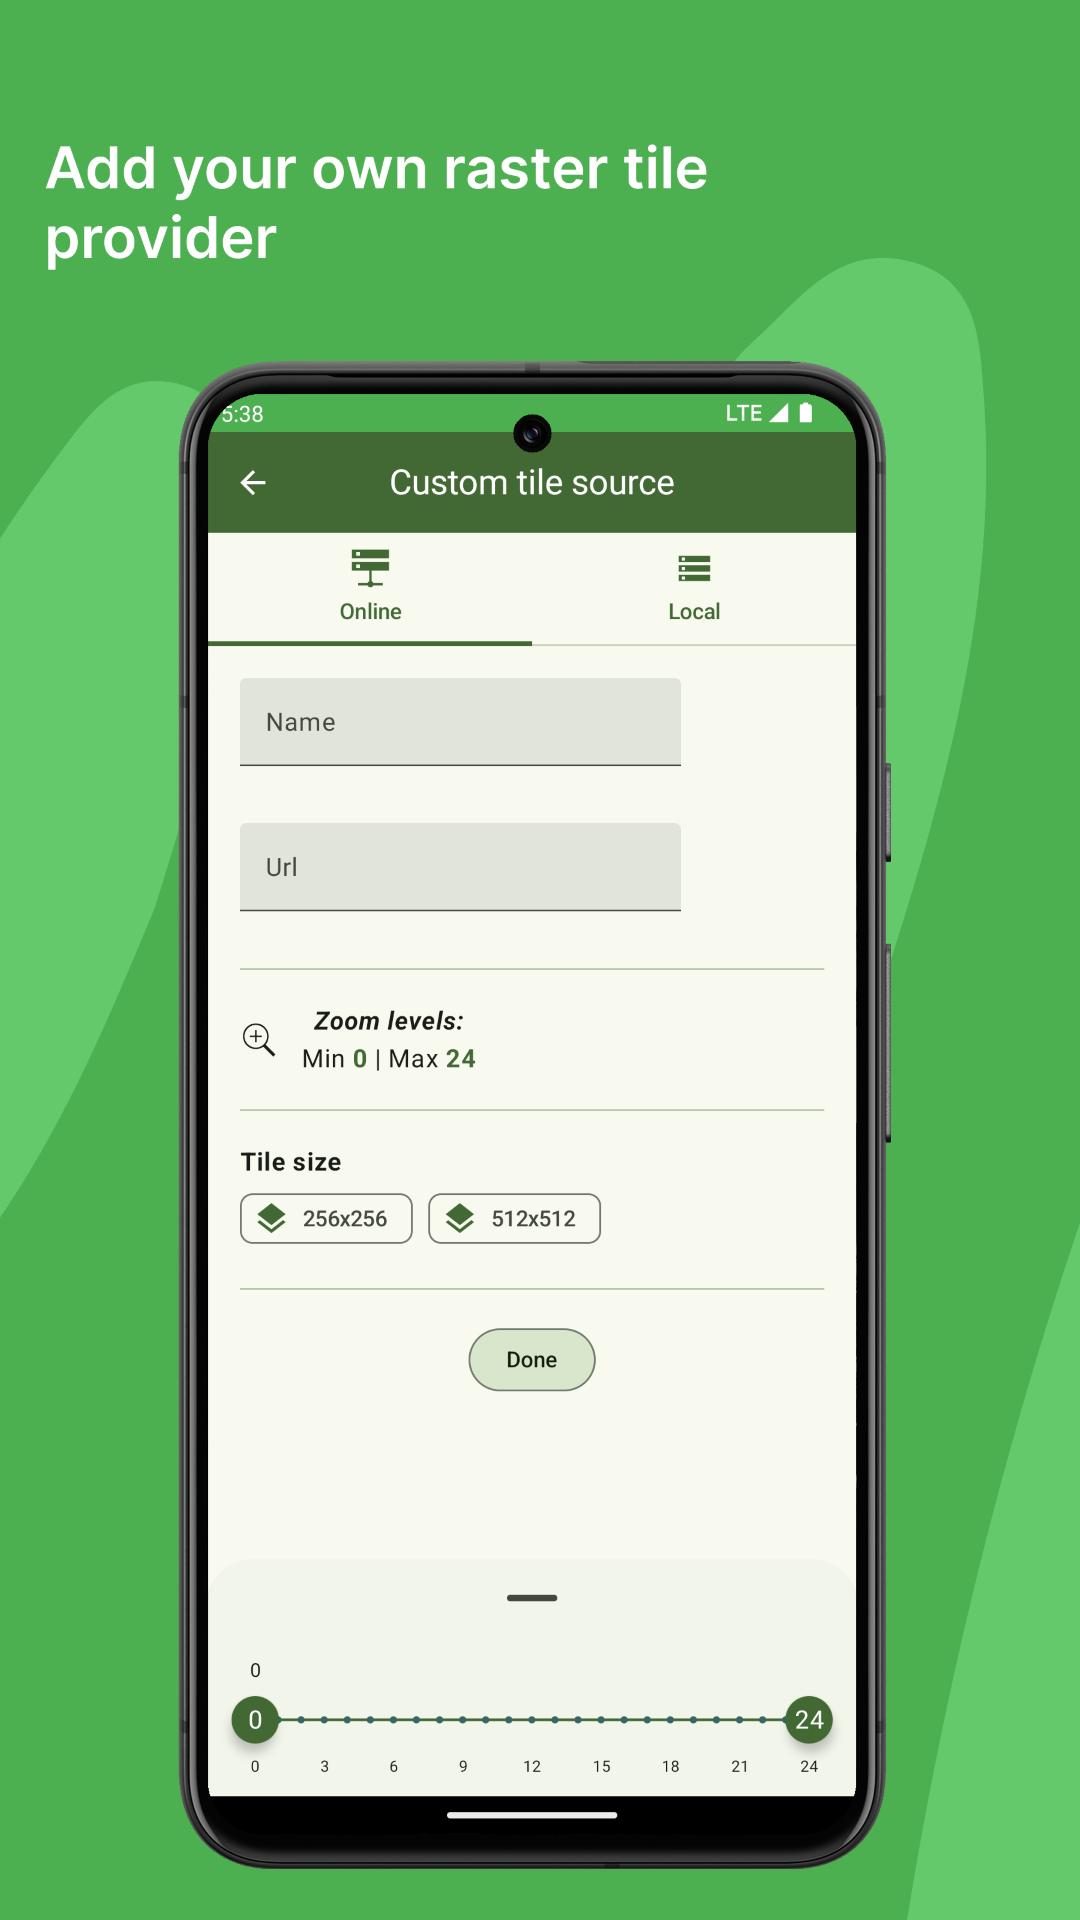 Add your own raster tile
provider
5:38
LTE
Custom tile source
Online
Local
Name
Url
Zoom levels:
Min 0 | Max 24
Tile size
256x256
512x512
Done
0
0
24
0 3 6 9 12 15 18 21 24